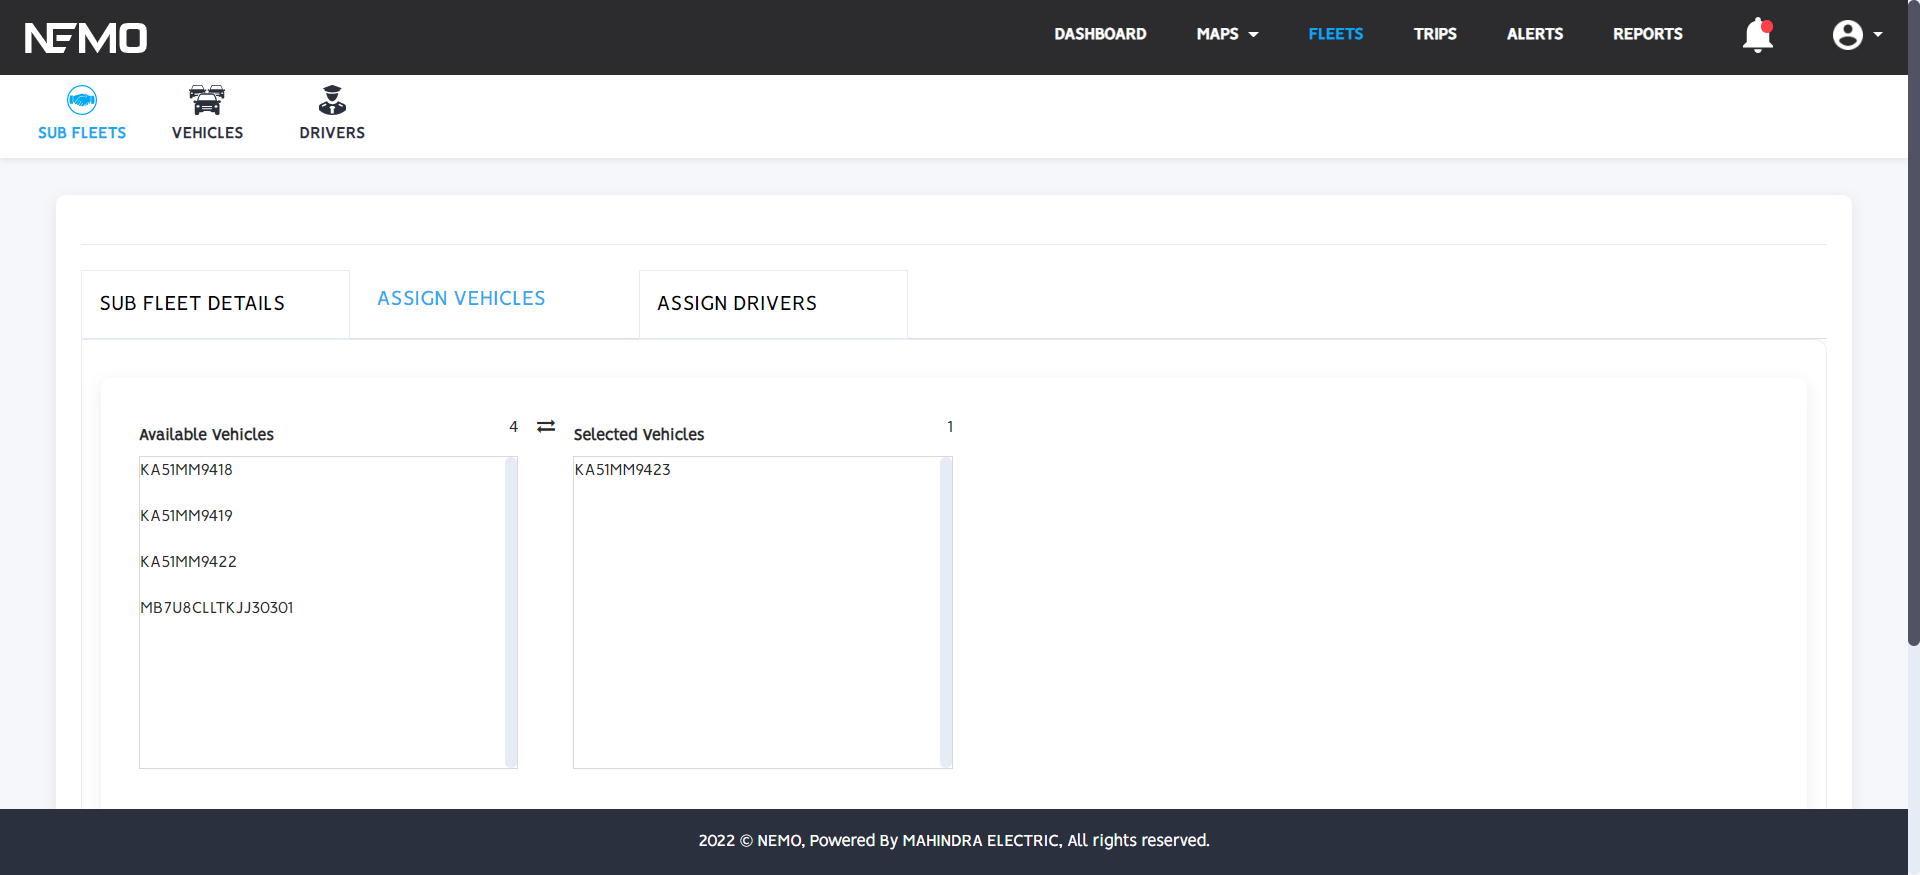 NEMO
DASHBOARD MAPS FLEETS TRIPS ALERTS REPORTS
SUB FLEETS VEHICLES DRIVERS
SUB FLEET DETAILS ASSIGN VEHICLES ASSIGN DRIVERS
Available Vehicles 4 Selected Vehicles 1
KA51MM9418 KA51MM9423
KA51MM9419
KA51MM9422
MB7U8CLLTKJJ30301
2022 © NEMO, Powered By MAHINDRA ELECTRIC, All rights reserved.